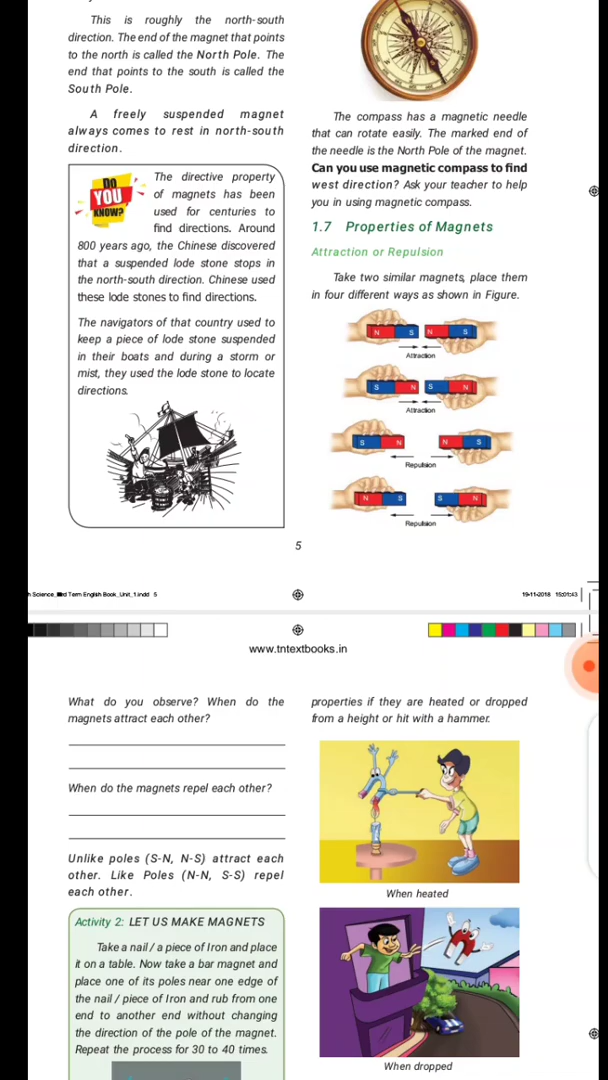 This is roughly the north-south
direction. The end of the magnet that points
to the north is called the North Pole. The
end that points to the south is called the
South Pole.
A freely suspended magnet
always comes to rest in north-south
direction.
DO
YOU
KNOW?
The directive property
of magnets has been
used for centuries to
find directions. Around
800 years ago, the Chinese discovered
that a suspended lode stone stops in
the north-south direction. Chinese used
these lode stones to find directions.
The navigators of that country used to
keep a piece of lode stone suspended
in their boats and during a storm or
mist, they used the lode stone to locate
directions.
The compass has a magnetic needle
that can rotate easily. The marked end of
the needle is the North Pole of the magnet.
Can you use magnetic compass to find
west direction? Ask your teacher to help
you in using magnetic compass.
1.7 Properties of Magnets
Attraction or Repulsion
Take two similar magnets, place them
in four different ways as shown in Figure.
N S N S
Attraction
S N S N
Attraction
S N N S
Repulsion
N S S N
Repulsion
5
19-11-2018 15:01:43
www.tntextbooks.in
What do you observe? When do the
magnets attract each other?
When do the magnets repel each other?
Unlike poles (S-N, N-S) attract each
other. Like Poles (N-N, S-S) repel
each other.
Activity 2: LET US MAKE MAGNETS
Take a nail / a piece of Iron and place
it on a table. Now take a bar magnet and
place one of its poles near one edge of
the nail / piece of Iron and rub from one
end to another end without changing
the direction of the pole of the magnet.
Repeat the process for 30 to 40 times.
properties if they are heated or dropped
from a height or hit with a hammer.
When heated
When dropped